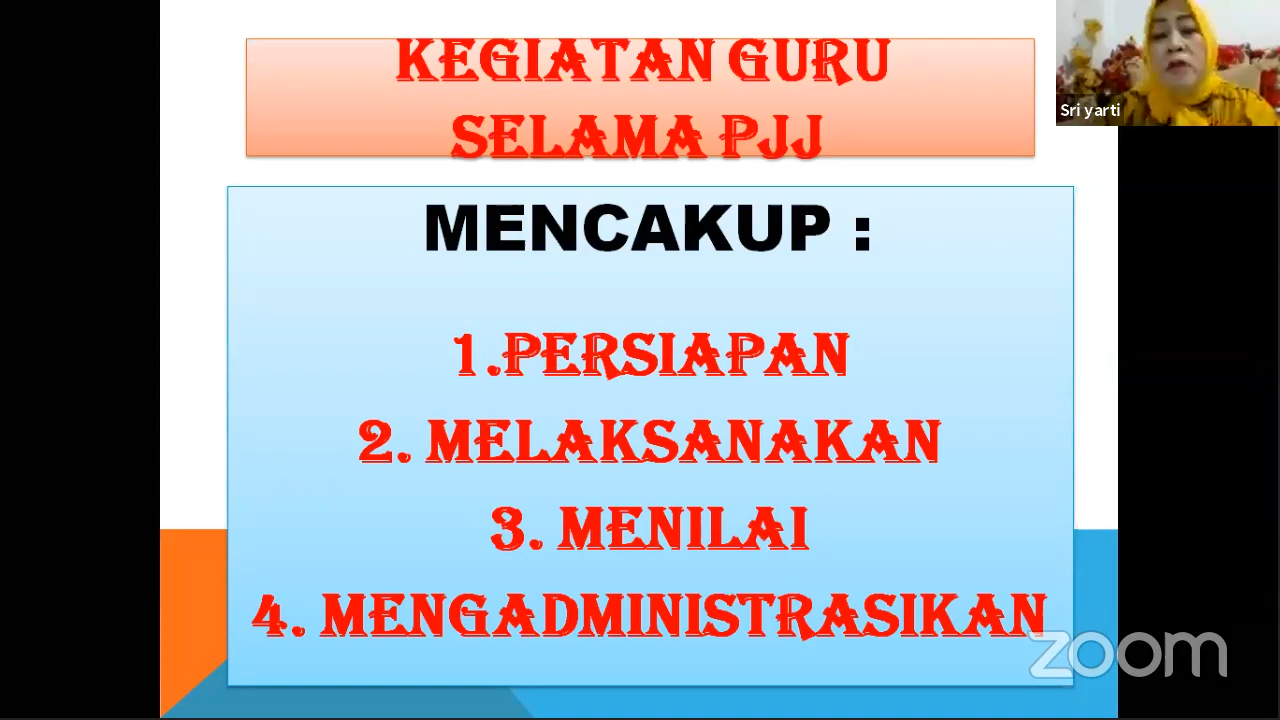 KEGIATAN GURU
SELAMA PJJ
Sri yarti
MENCAKUP :
1.PERSIAPAN
2. MELAKSANAKAN
3. MENILAI
4. MENGADMINISTRASIKAN
zoom